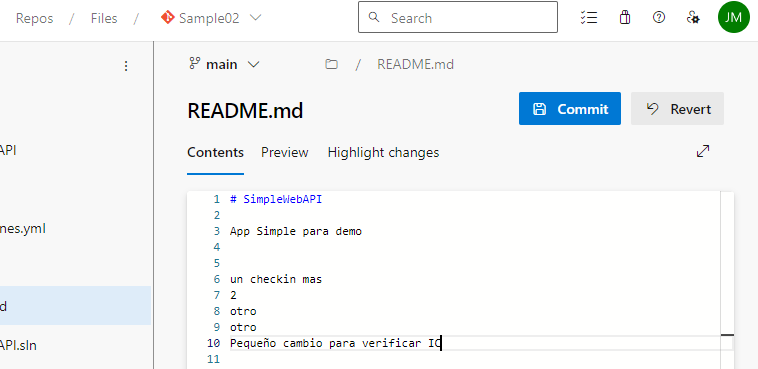 Repos / Files / Sample02
Search
JM
API
nes.yml
d
API.sln
main / README.md
README.md
Commit
Revert
Contents Preview Highlight changes
1 # SimpleWebAPI
2
3 App Simple para demo
4
5
6 un checkin mas
7 2
8 otro
9 otro
10 Pequeño cambio para verificar IC
11